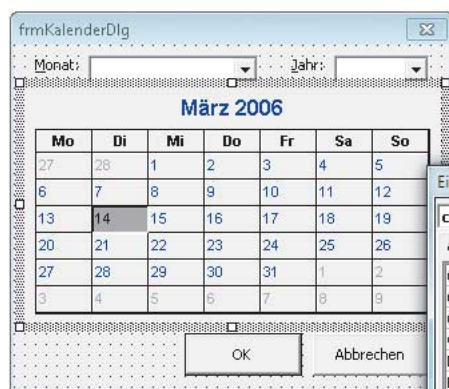 frmKalenderDlg
Monat: Jahr:
März 2006
Mo Di Mi Do Fr Sa So
27 28 1 2 3 4 5
6 7 8 9 10 11 12
13 14 15 16 17 18 19
20 21 22 23 24 25 26
27 28 29 30 31 1 2
3 4 5 6 7 8 9
OK Abbrechen
Ei